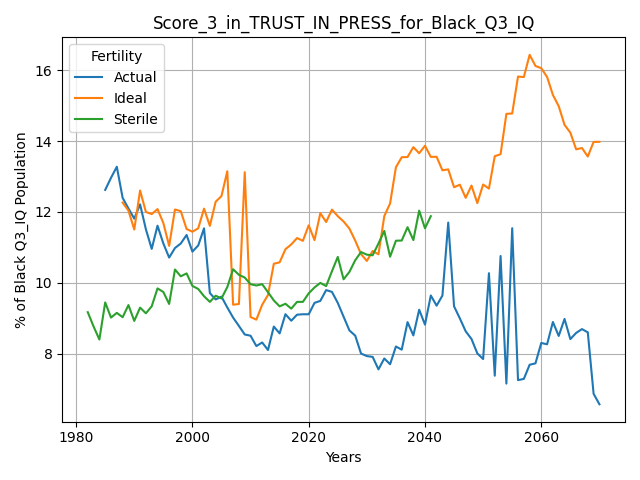 Score_3_in_TRUST_IN_PRESS_for_Black_Q3_IQ
Fertility
Actual
Ideal
Sterile
% of Black Q3_IQ Population
16
14
12
10
8
1980 2000 2020 2040 2060
Years